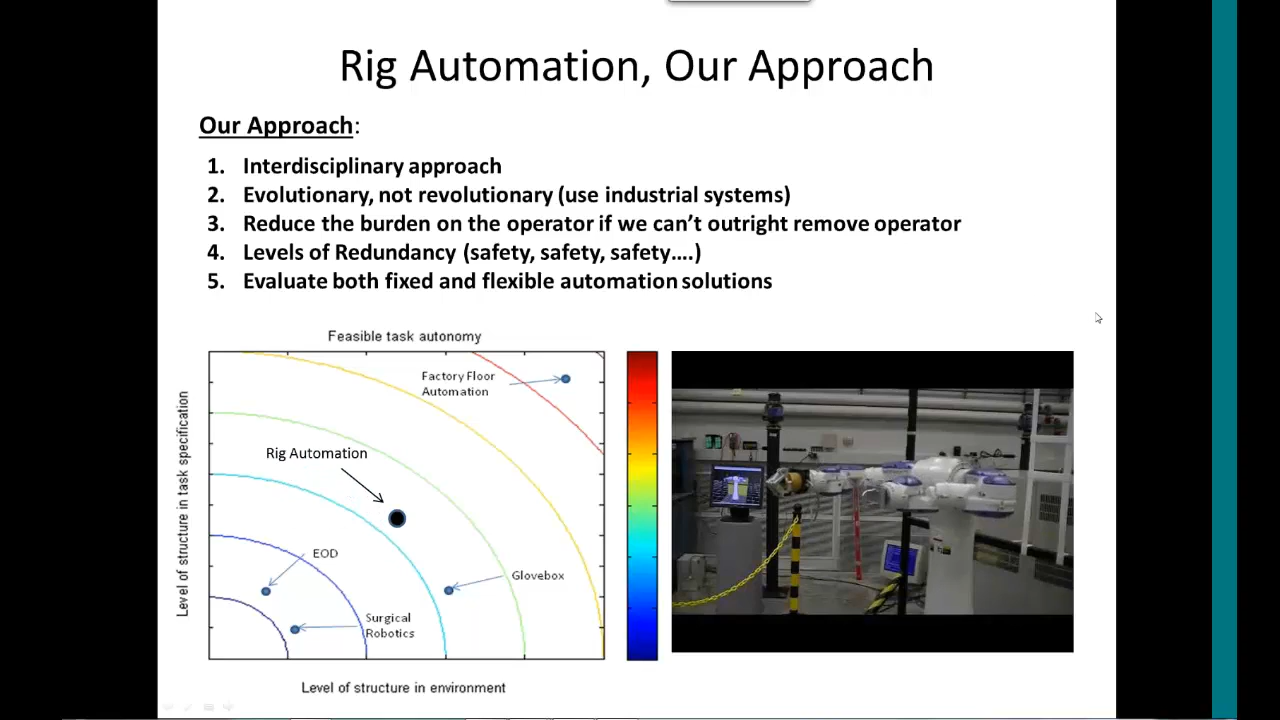 Rig Automation, Our Approach
Our Approach:
1. Interdisciplinary approach
2. Evolutionary, not revolutionary (use industrial systems)
3. Reduce the burden on the operator if we can’t outright remove operator
4. Levels of Redundancy (safety, safety, safety….)
5. Evaluate both fixed and flexible automation solutions
Feasible task autonomy
Level of structure in task specification
Factory Floor
Automation
Rig Automation
EOD
Glovebox
Surgical
Robotics
Level of structure in environment